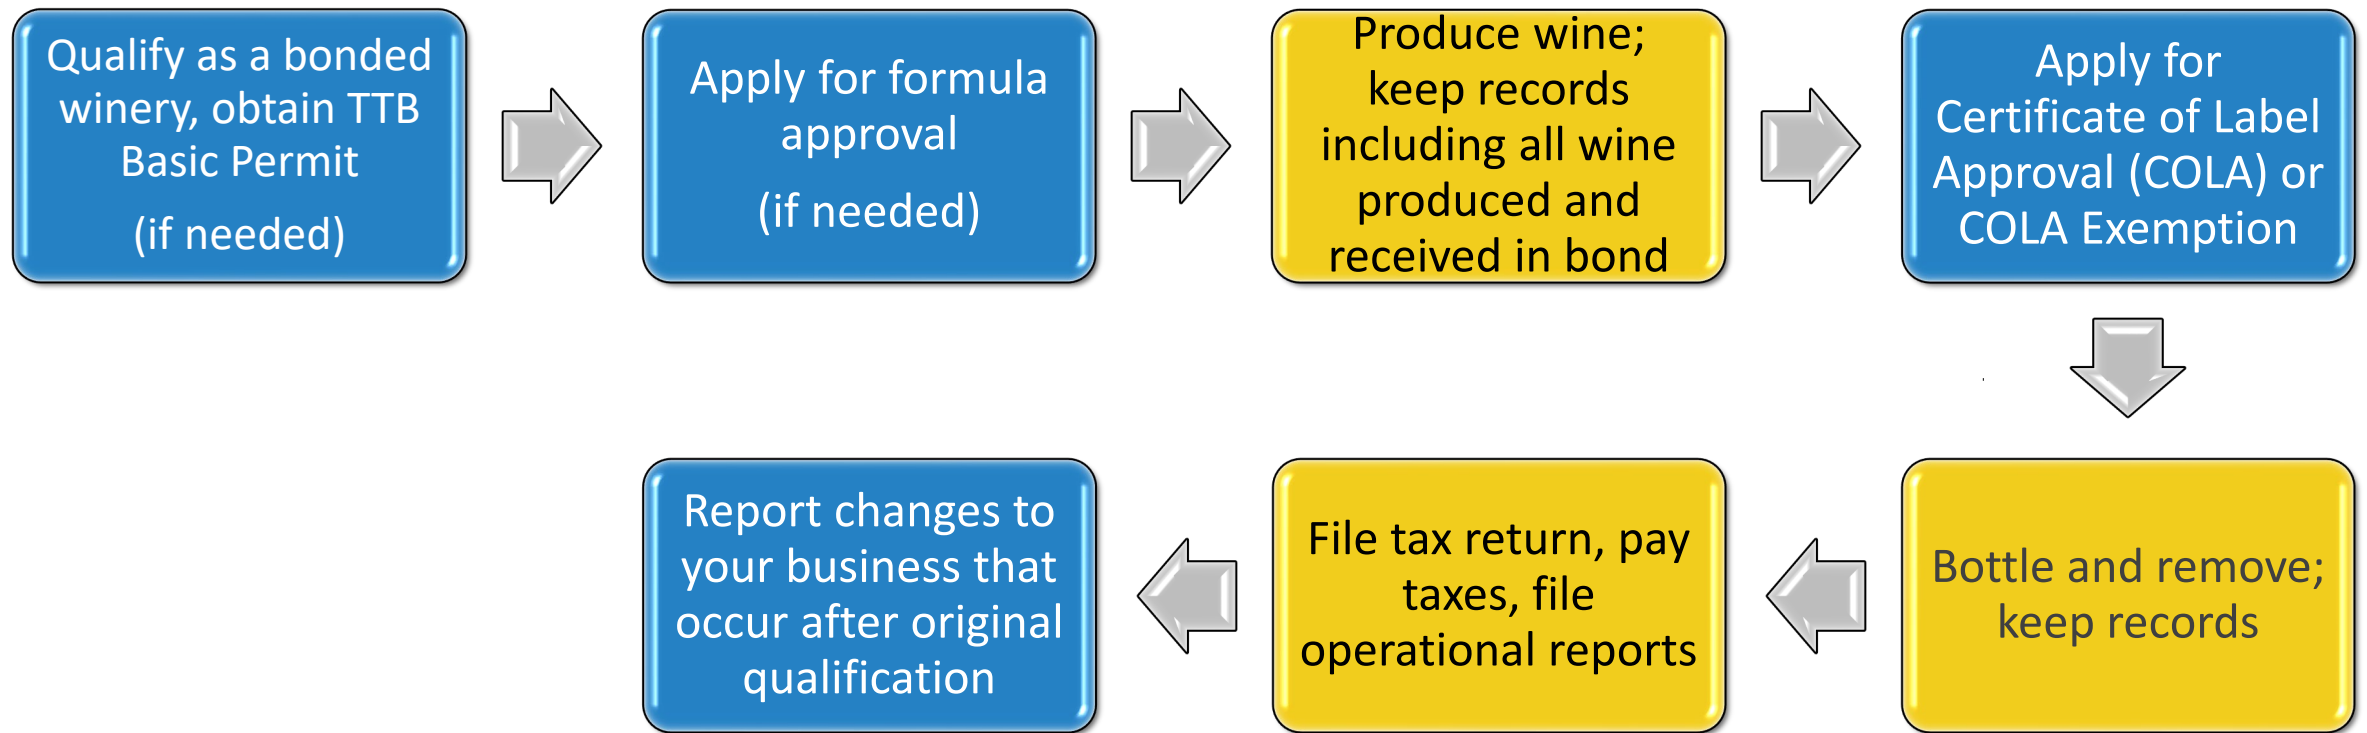 Qualify as a bonded
winery, obtain TTB
Basic Permit
(if needed)
Apply for formula
approval
(if needed)
Produce wine;
keep records
including all wine
produced and
received in bond
Apply for
Certificate of Label
Approval (COLA) or
COLA Exemption
Bottle and remove;
keep records
File tax return, pay
taxes, file
operational reports
Report changes to
your business that
occur after original
qualification